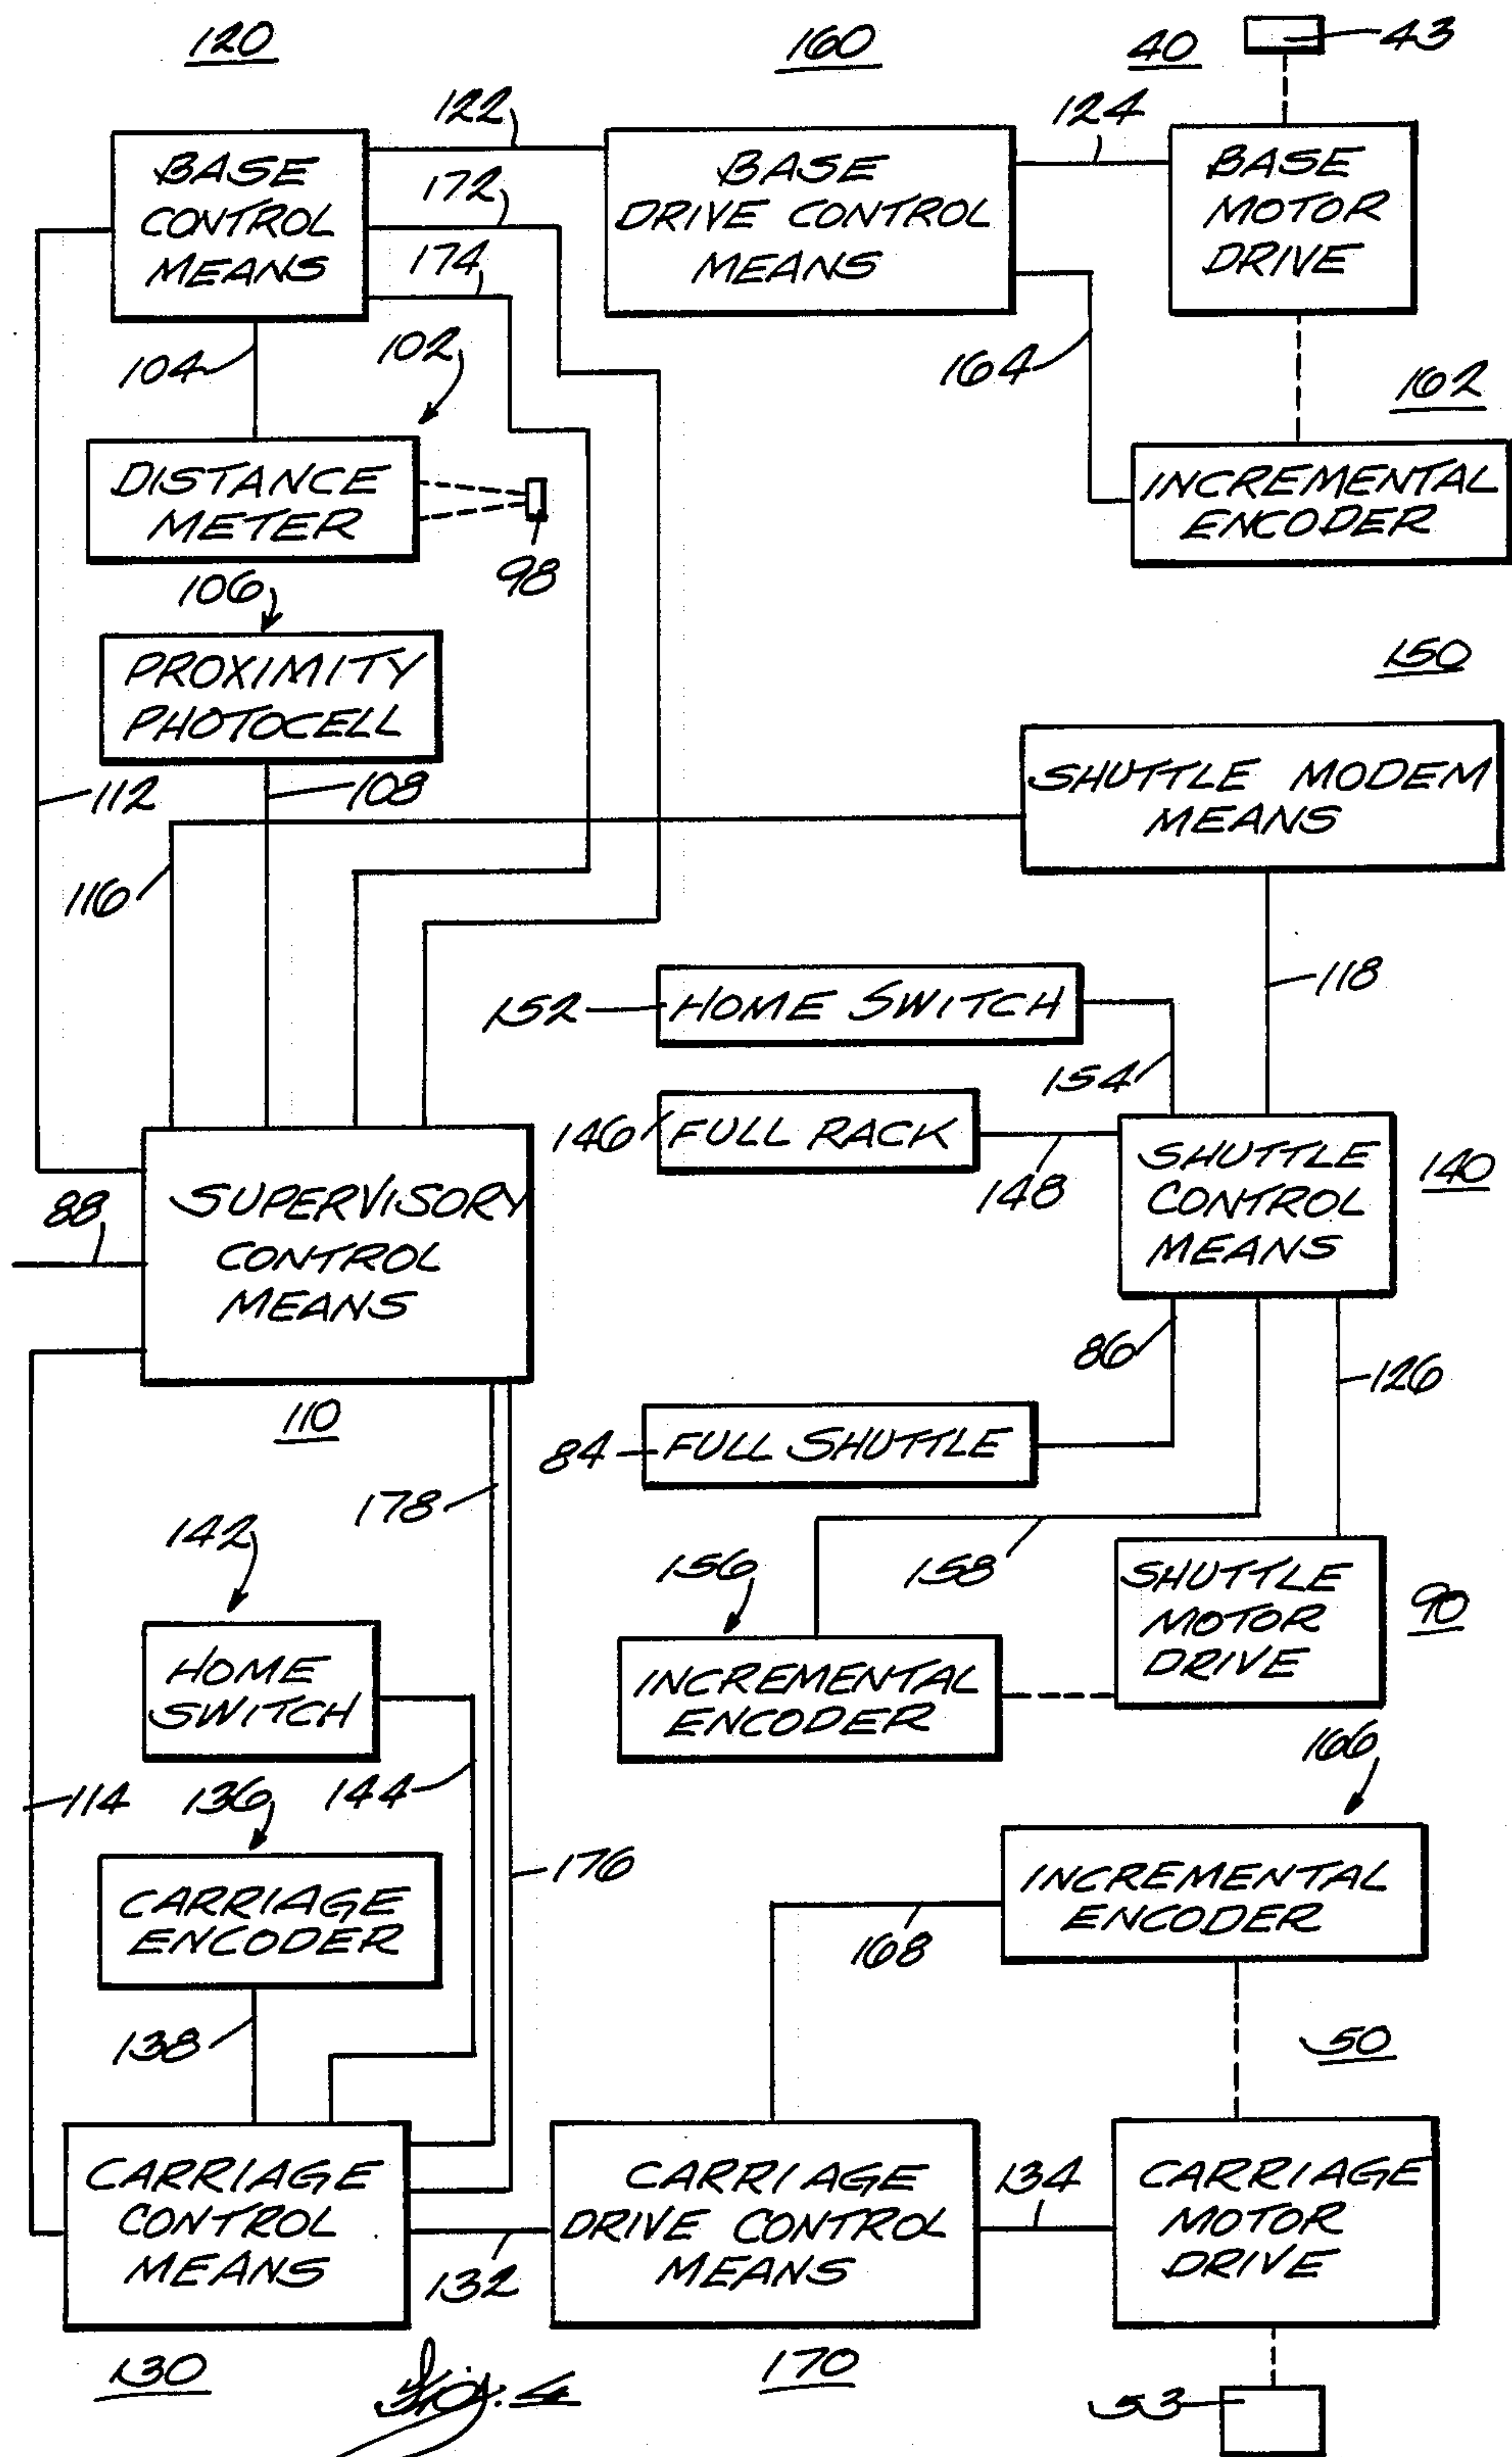 120
160
40
43
122
124
BASE
CONTROL
MEANS
172
174
BASE
DRIVE CONTROL
MEANS
BASE
MOTOR
DRIVE
104
102
164
162
DISTANCE
METER
98
INCREMENTAL
ENCODER
106
PROXIMITY
PHOTOCELL
150
112
108
SHUTTLE MODEM
MEANS
116
118
152
HOME SWITCH
154
146
FULL RACK
148
SHUTTLE
CONTROL
MEANS
140
88
SUPERVISORY
CONTROL
MEANS
86
126
110
84
FULL SHUTTLE
178
142
156
158
SHUTTLE
MOTOR
DRIVE
90
HOME
SWITCH
INCREMENTAL
ENCODER
166
114
136
144
176
CARRIAGE
ENCODER
INCREMENTAL
ENCODER
168
138
50
CARRIAGE
CONTROL
MEANS
132
CARRIAGE
DRIVE CONTROL
MEANS
134
CARRIAGE
MOTOR
DRIVE
130
Fig. 4
170
53